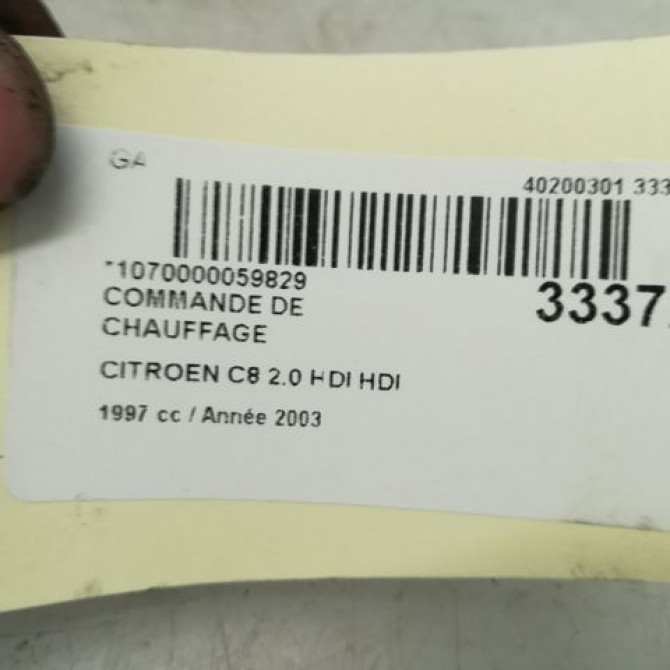 GA
40200301 333
*1070000059829
3337
COMMANDE DE
CHAUFFAGE
CITROEN C8 2.0 HDI HDI
1997 cc / Année 2003